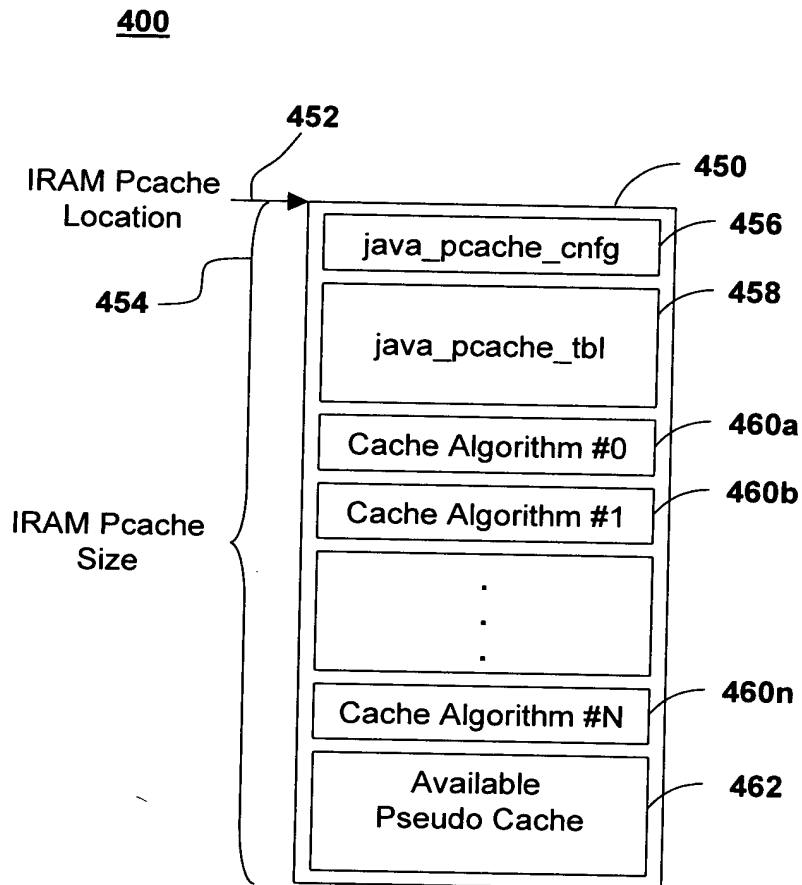 400
452
IRAM Pcache
Location
450
456
java_pcache_cnfg
454
458
java_pcache_tbl
460a
Cache Algorithm #0
460b
Cache Algorithm #1
IRAM Pcache
Size
.
.
.
460n
Cache Algorithm #N
Available
Pseudo Cache
462